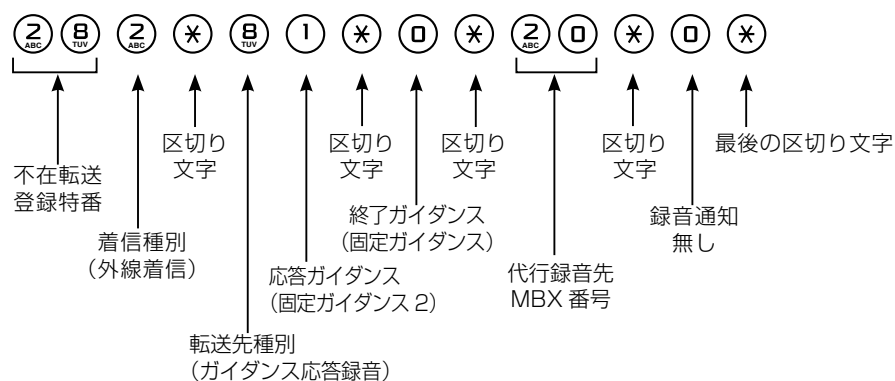 2 ABC 8 TUV 2 ABC * 8 TUV 1 * 0 * 2 ABC 0 * 0 *
不在転送
登録特番
着信種別
（外線着信）
区切り
文字
転送先種別
（ガイダンス応答録音）
応答ガイダンス
（固定ガイダンス 2）
区切り
文字
終了ガイダンス
（固定ガイダンス）
区切り
文字
代行録音先
MBX 番号
区切り
文字
録音通知
無し
最後の区切り文字